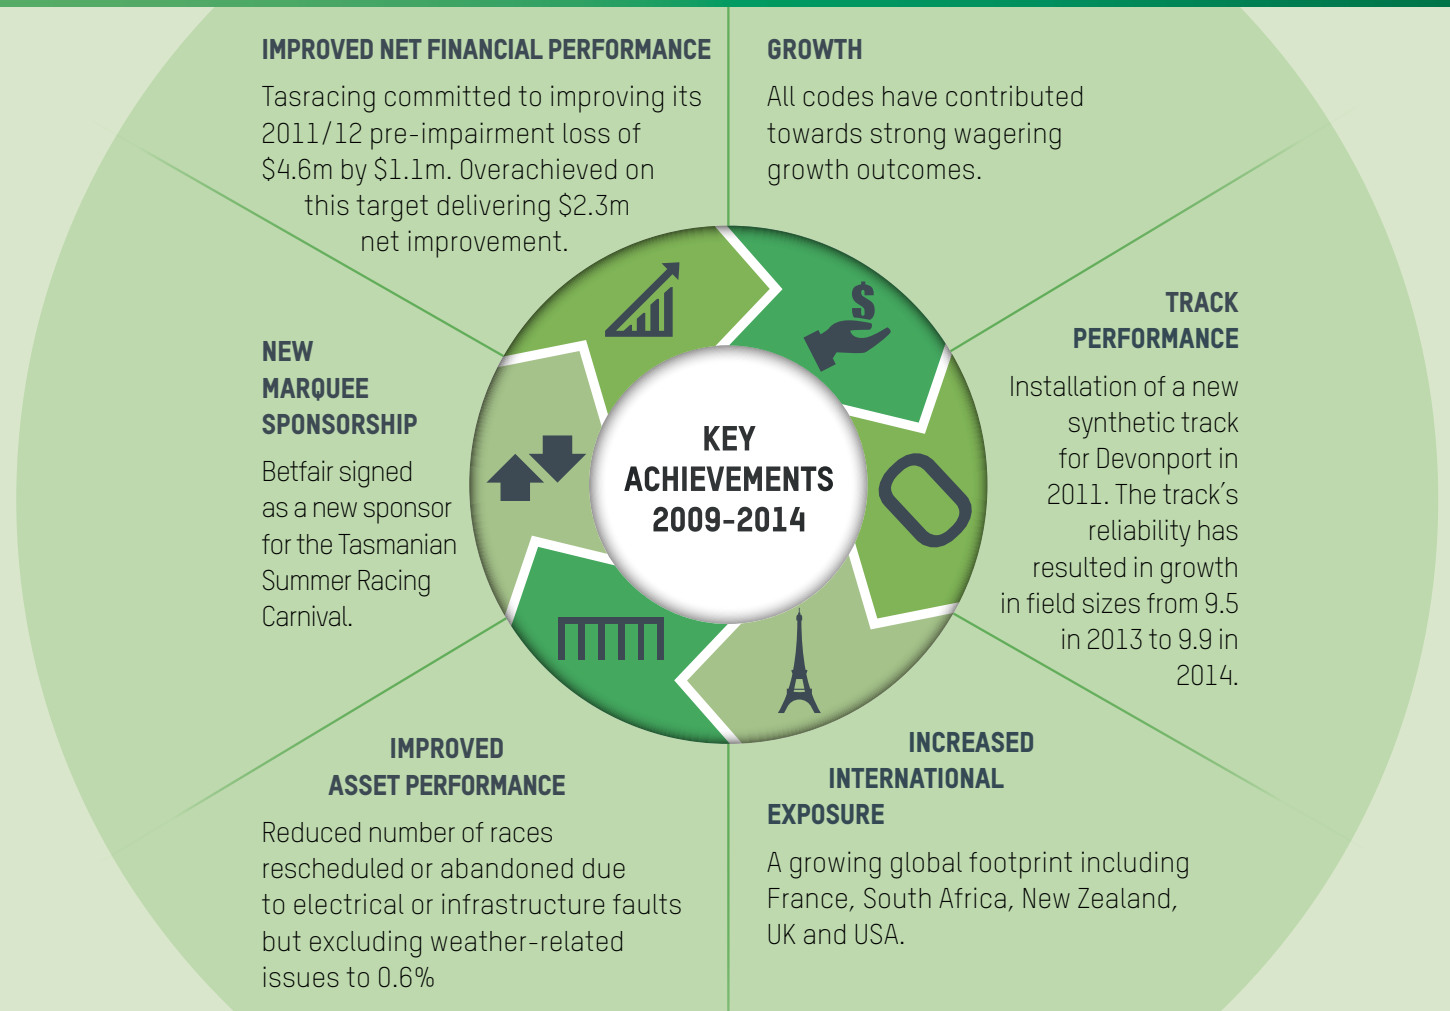 IMPROVED NET FINANCIAL PERFORMANCE
Tasracing committed to improving its
2011/12 pre-impairment loss of
$4.6m by $1.1m. Overachieved on
this target delivering $2.3m
net improvement.
GROWTH
All codes have contributed
towards strong wagering
growth outcomes.
TRACK
PERFORMANCE
Installation of a new
synthetic track
for Devonport in
2011. The track's
reliability has
resulted in growth
in field sizes from 9.5
in 2013 to 9.9 in
2014.
NEW
MARQUEE
SPONSORSHIP
Betfair signed
as a new sponsor
for the Tasmanian
Summer Racing
Carnival.
$
KEY
ACHIEVEMENTS
2009-2014
IMPROVED
ASSET PERFORMANCE
Reduced number of races
rescheduled or abandoned due
to electrical or infrastructure faults
but excluding weather-related
issues to 0.6%
INCREASED
INTERNATIONAL
EXPOSURE
A growing global footprint including
France, South Africa, New Zealand,
UK and USA.